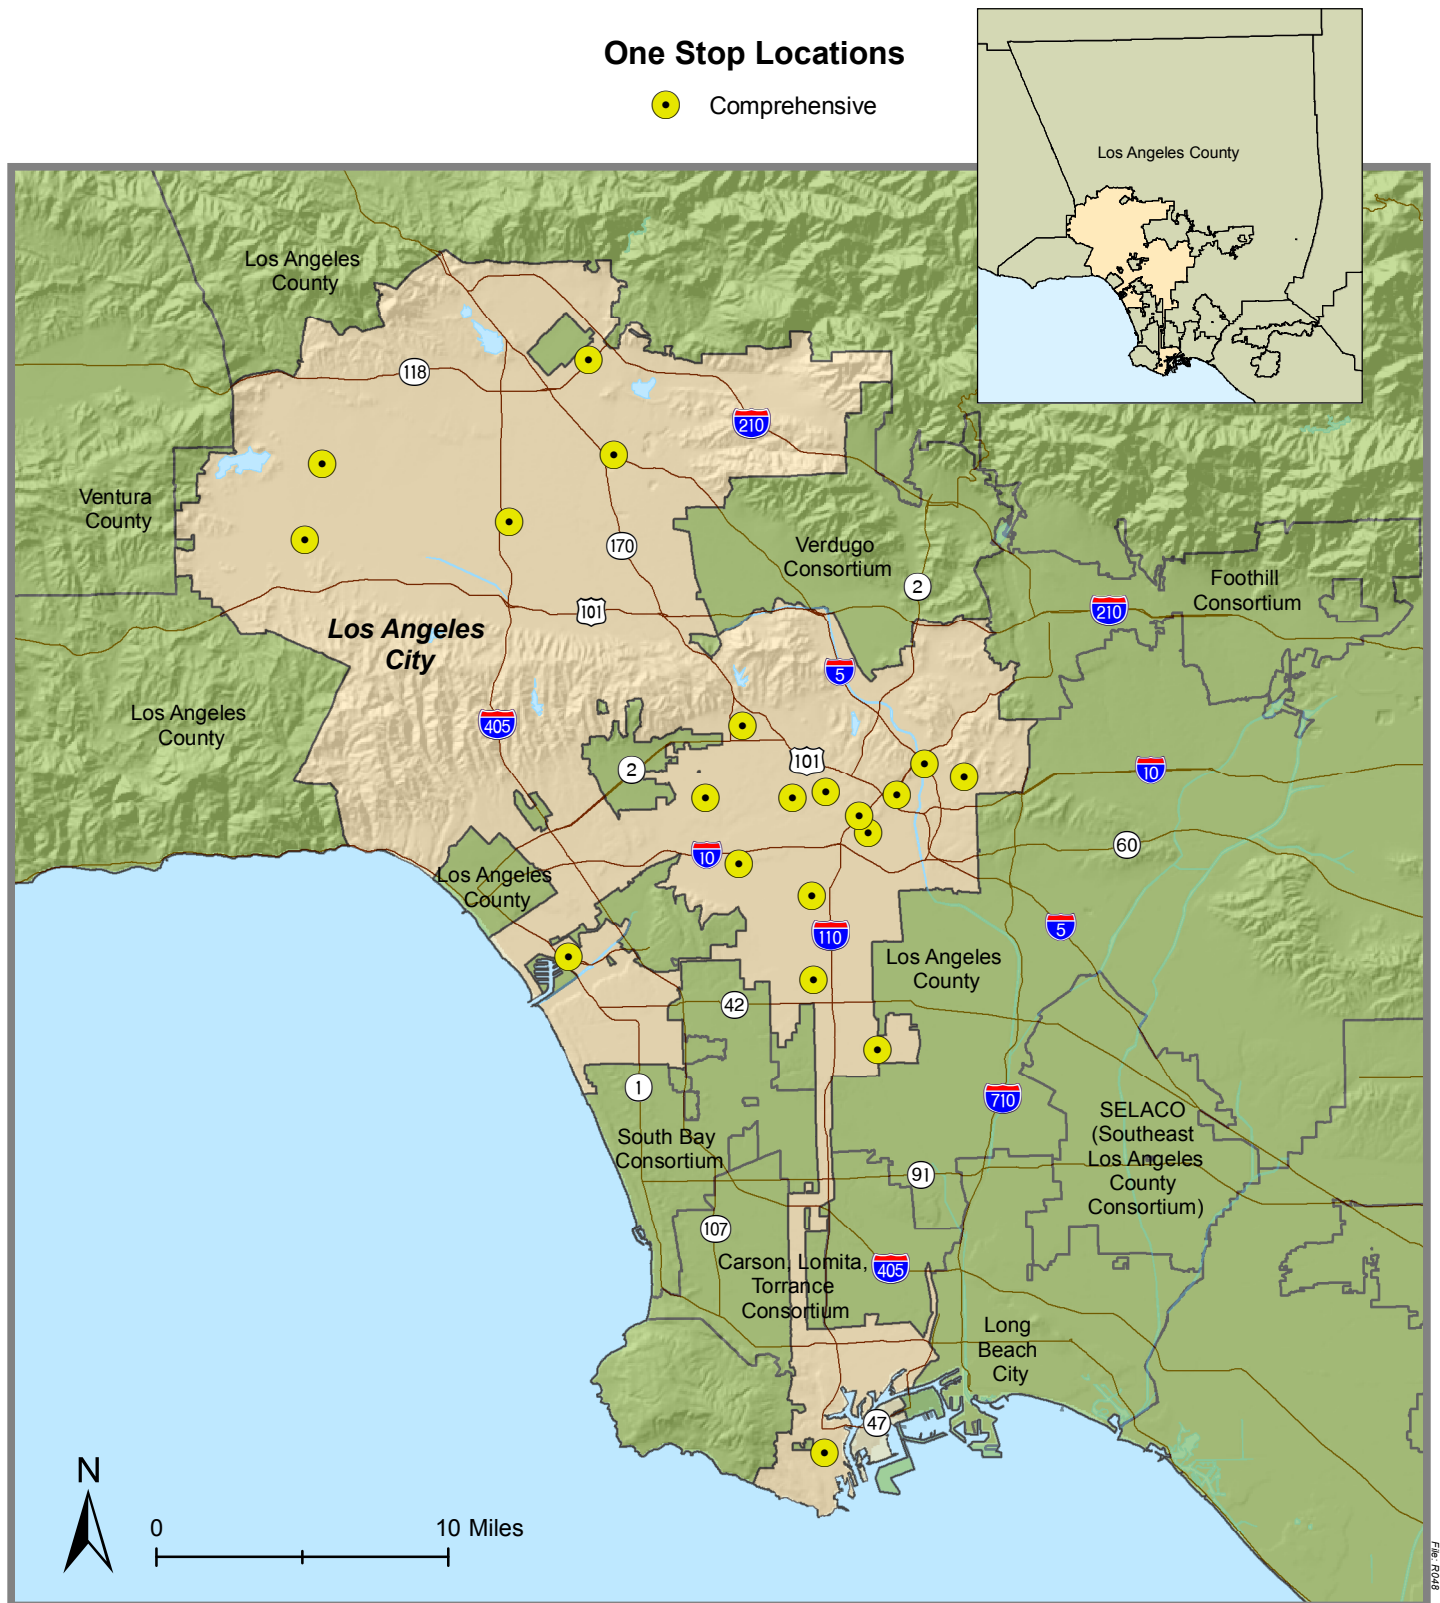 One Stop Locations
Comprehensive
Los Angeles County
Los Angeles
County
118
210
Ventura
County
170
Verdugo
Consortium
2
Foothill
Consortium
210
101
Los Angeles
City
5
Los Angeles
County
405
2
101
10
60
10
Los Angeles
County
5
110
Los Angeles
County
42
1
710
SELACO
(Southeast
Los Angeles
County
Consortium)
South Bay
Consortium
91
107
Carson, Lomita,
Torrance
Consortium
405
Long
Beach
City
47
N
0
10 Miles
File: R048